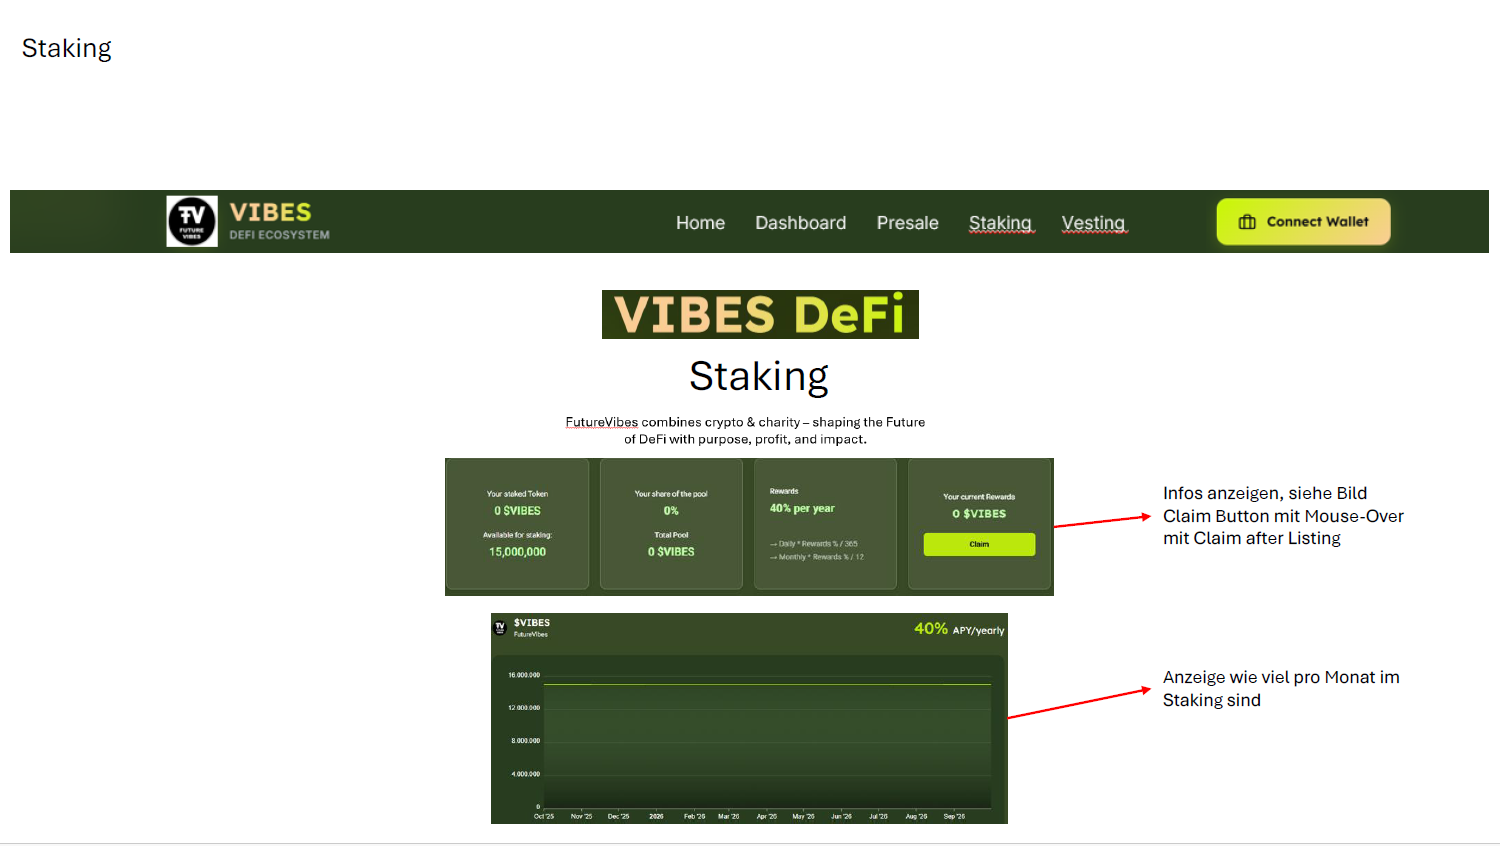 Staking
TV
FUTURE
VIBES
VIBES
DEFI ECOSYSTEM
Home
Dashboard
Presale
Staking
Vesting
Connect Wallet
VIBES DeFi
Staking
FutureVibes combines crypto & charity – shaping the Future
of DeFi with purpose, profit, and impact.
Your staked Token
0 $VIBES
Available for staking:
15,000,000
Your share of the pool
0%
Total Pool
0 $VIBES
Rewards
40% per year
→ Daily * Rewards % / 365
→ Monthly * Rewards % / 12
Your current Rewards
0 $VIBES
Claim
Infos anzeigen, siehe Bild
Claim Button mit Mouse-Over
mit Claim after Listing
TV
$VIBES
FutureVibes
40% APY/yearly
16.000.000
12.000.000
8.000.000
4.000.000
0
Oct '25 Nov '25 Dec '25 2026 Feb '26 Mar '26 Apr '26 May '26 Jun '26 Jul '26 Aug '26 Sep '26
Anzeige wie viel pro Monat im
Staking sind